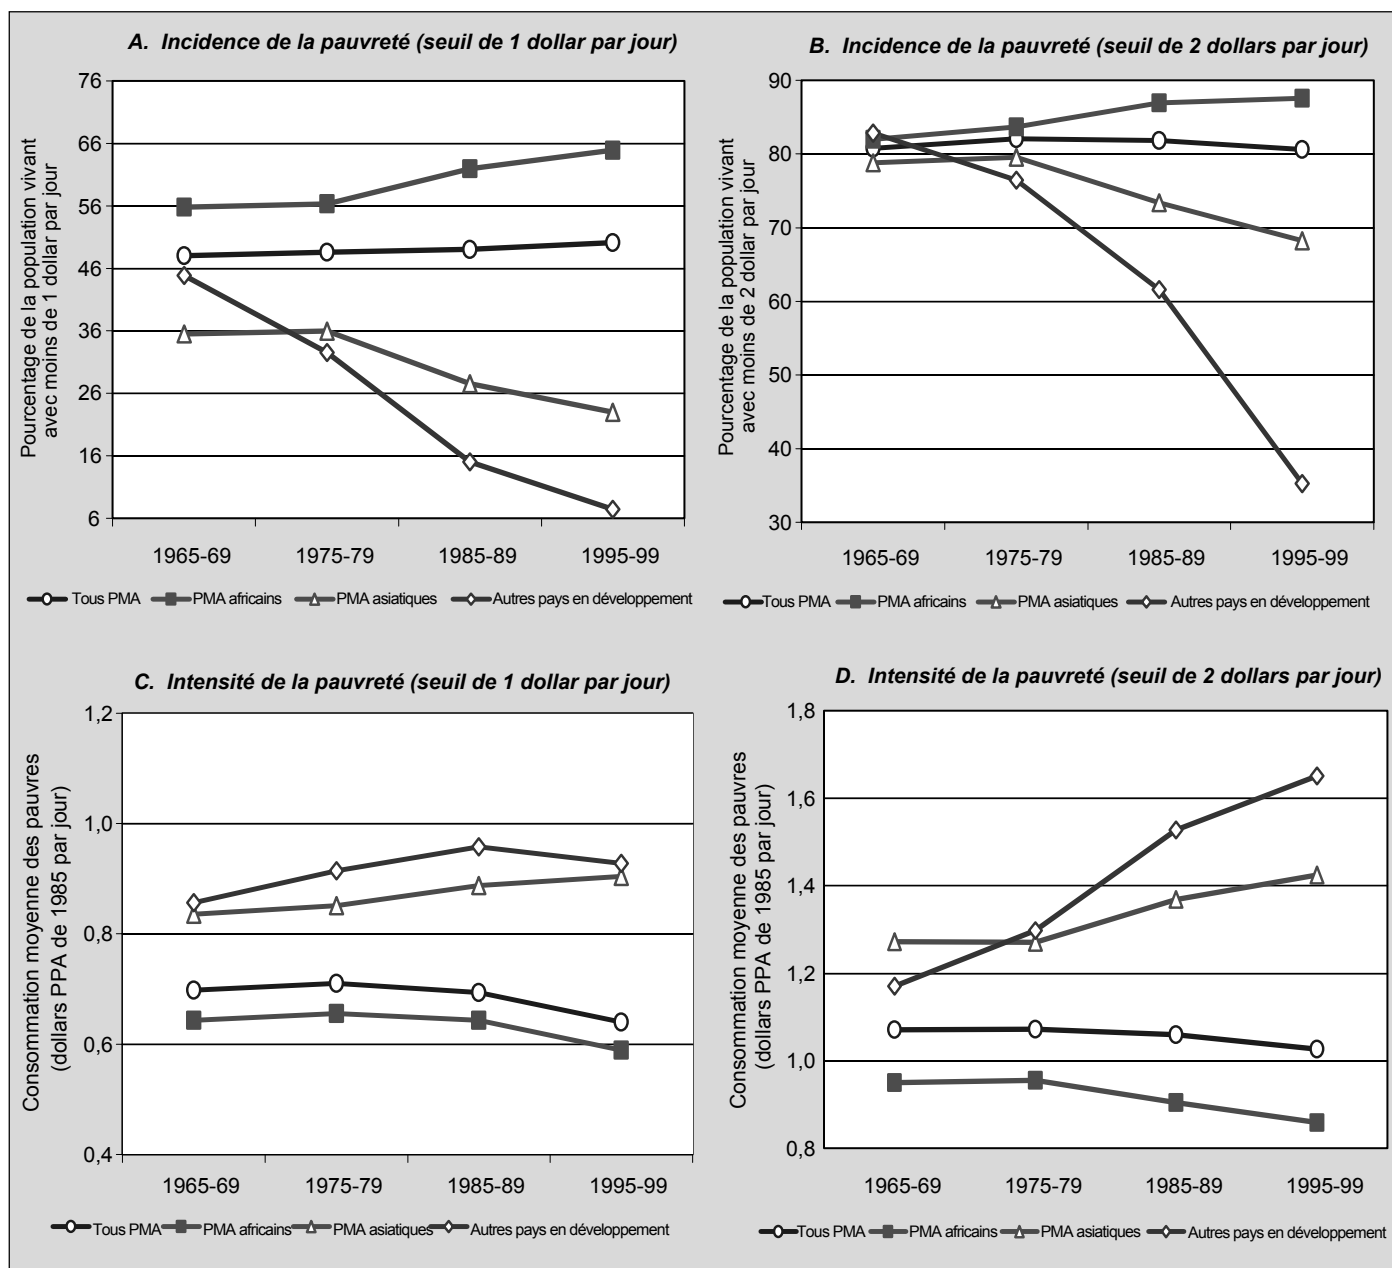 A. Incidence de la pauvreté (seuil de 1 dollar par jour)
Pourcentage de la population vivant
avec moins de 1 dollar par jour
76
66
56
46
36
26
16
6
1965-69 1975-79 1985-89 1995-99
Tous PMA PMA africains PMA asiatiques Autres pays en développement
B. Incidence de la pauvreté (seuil de 2 dollars par jour)
Pourcentage de la population vivant
avec moins de 2 dollar par jour
90
80
70
60
50
40
30
1965-69 1975-79 1985-89 1995-99
Tous PMA PMA africains PMA asiatiques Autres pays en développement
C. Intensité de la pauvreté (seuil de 1 dollar par jour)
Consommation moyenne des pauvres
(dollars PPA de 1985 par jour)
1,2
1,0
0,8
0,6
0,4
1965-69 1975-79 1985-89 1995-99
Tous PMA PMA africains PMA asiatiques Autres pays en développement
D. Intensité de la pauvreté (seuil de 2 dollars par jour)
Consommation moyenne des pauvres
(dollars PPA de 1985 par jour)
1,8
1,6
1,4
1,2
1,0
0,8
1965-69 1975-79 1985-89 1995-99
Tous PMA PMA africains PMA asiatiques Autres pays en développement